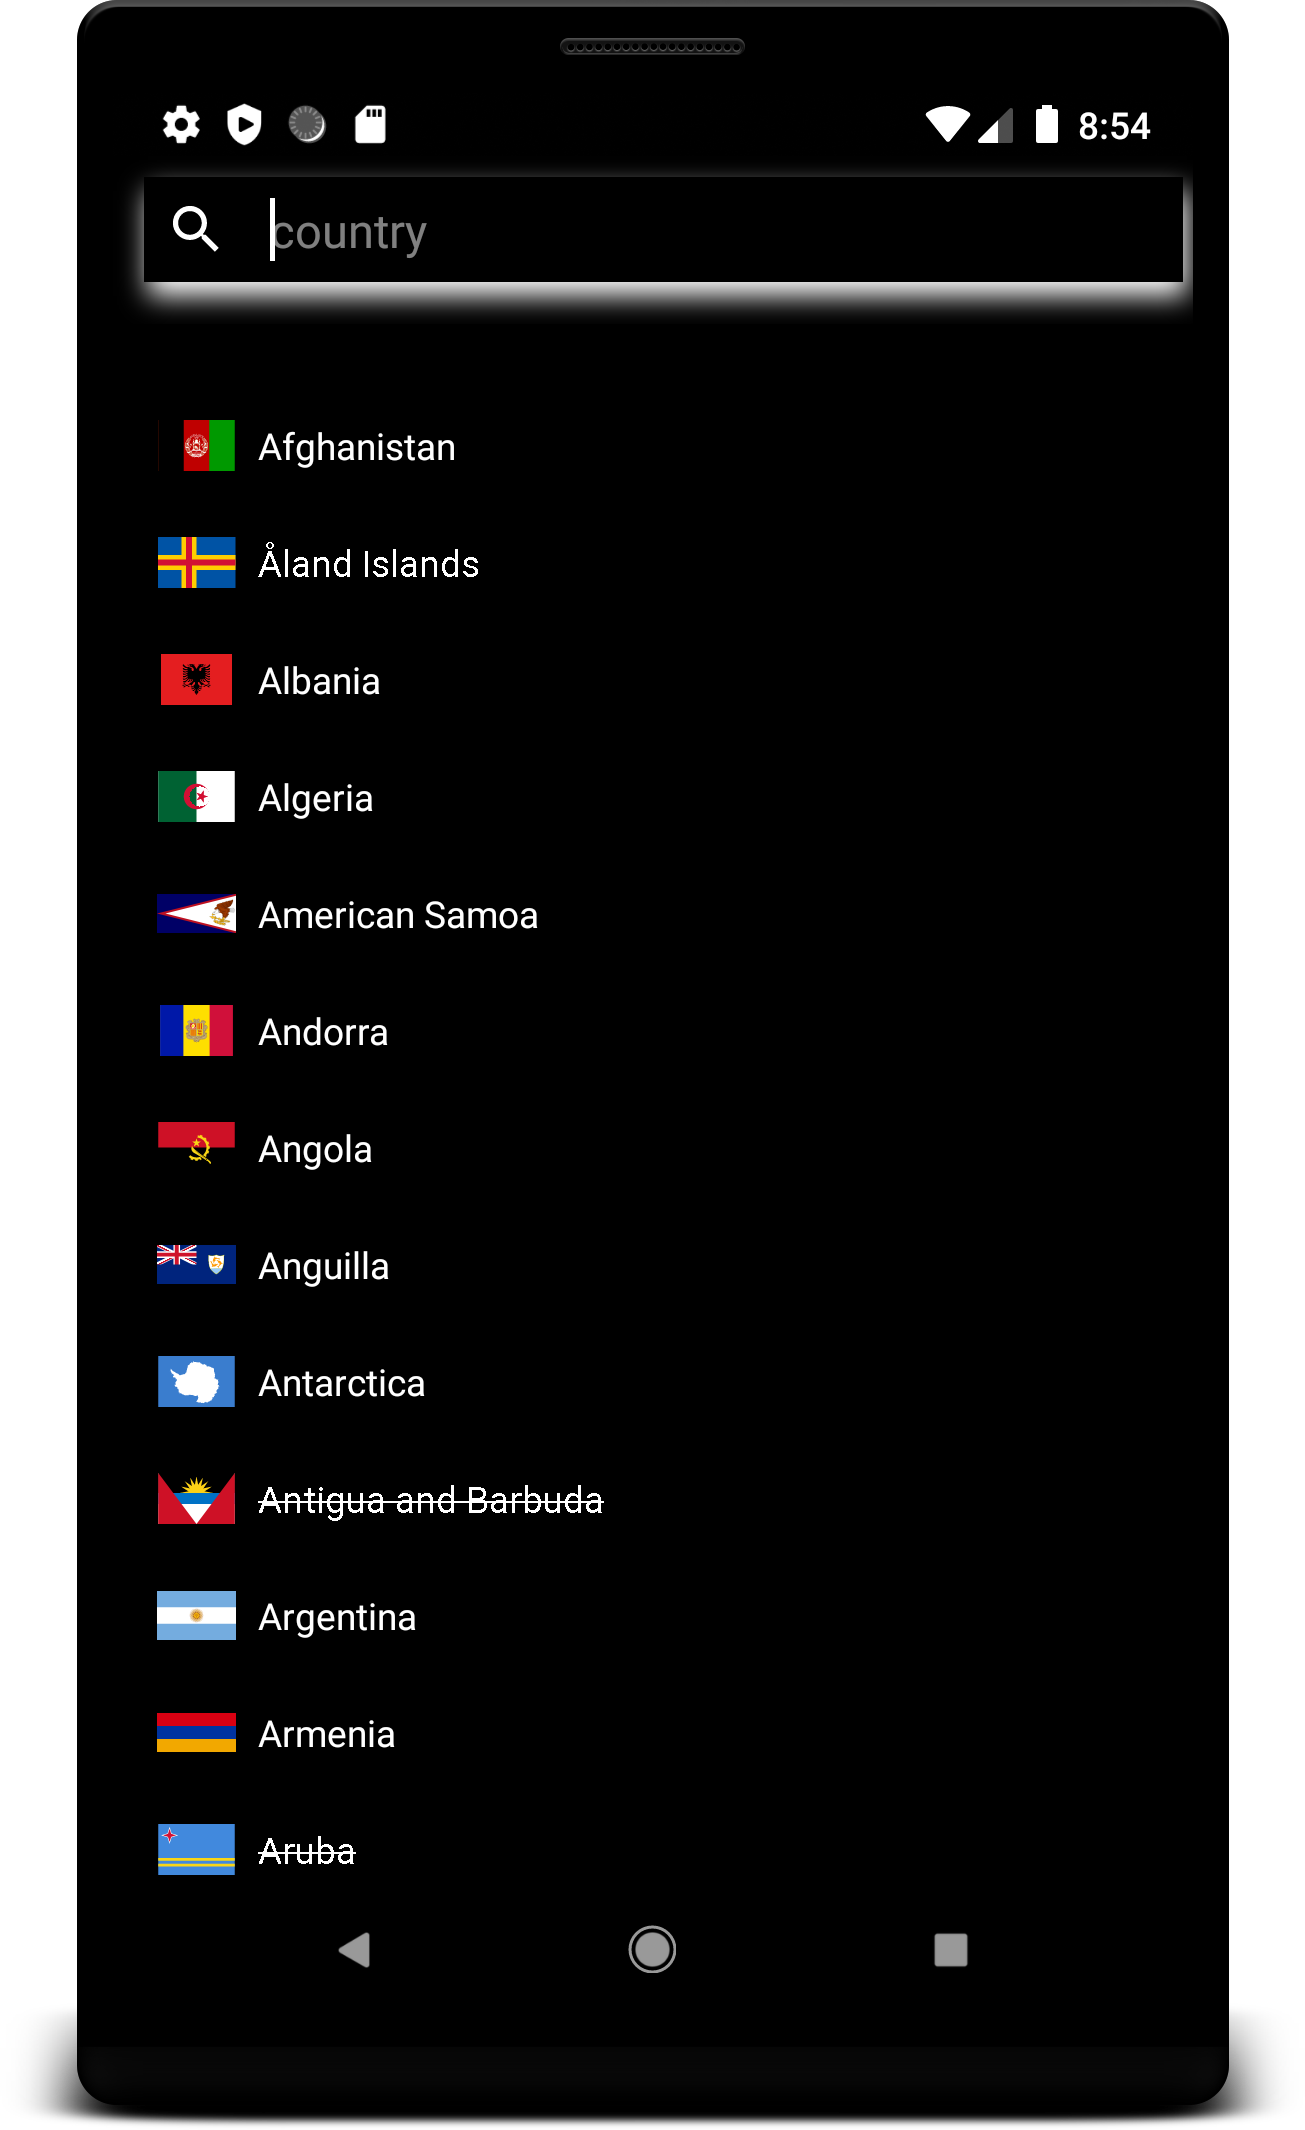 8:54
country
Afghanistan
Åland Islands
Albania
Algeria
American Samoa
Andorra
Angola
Anguilla
Antarctica
Antigua and Barbuda
Argentina
Armenia
Aruba